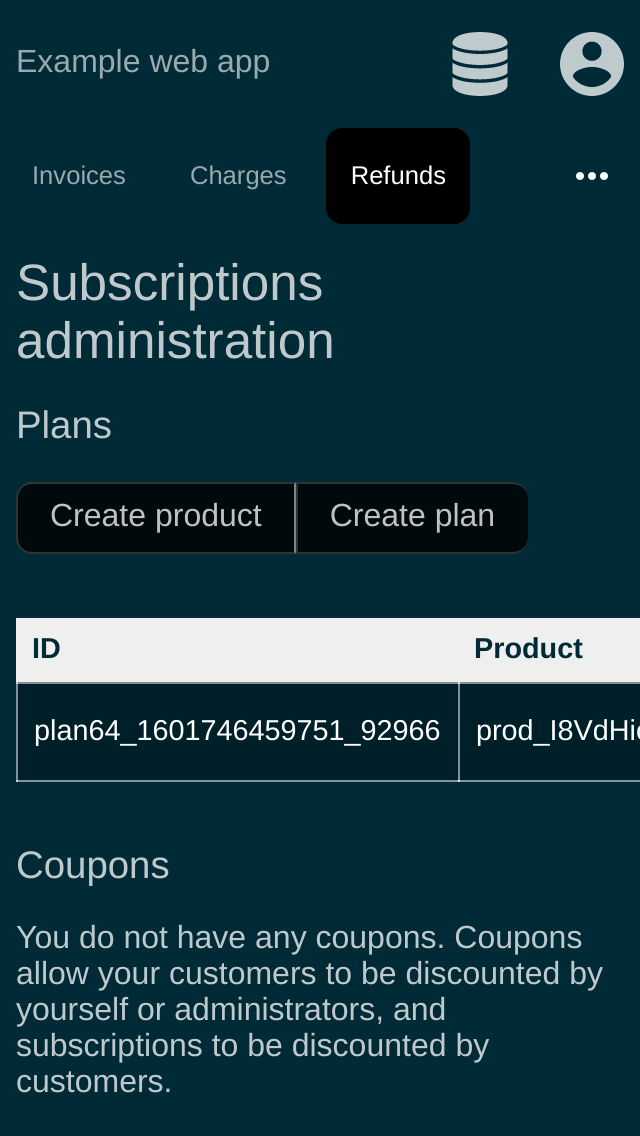 Example web app
Invoices Charges Refunds
Subscriptions
administration
Plans
Create product Create plan
ID Product
plan64_1601746459751_92966
Coupons
You do not have any coupons. Coupons
allow your customers to be discounted by
yourself or administrators, and
subscriptions to be discounted by
customers.